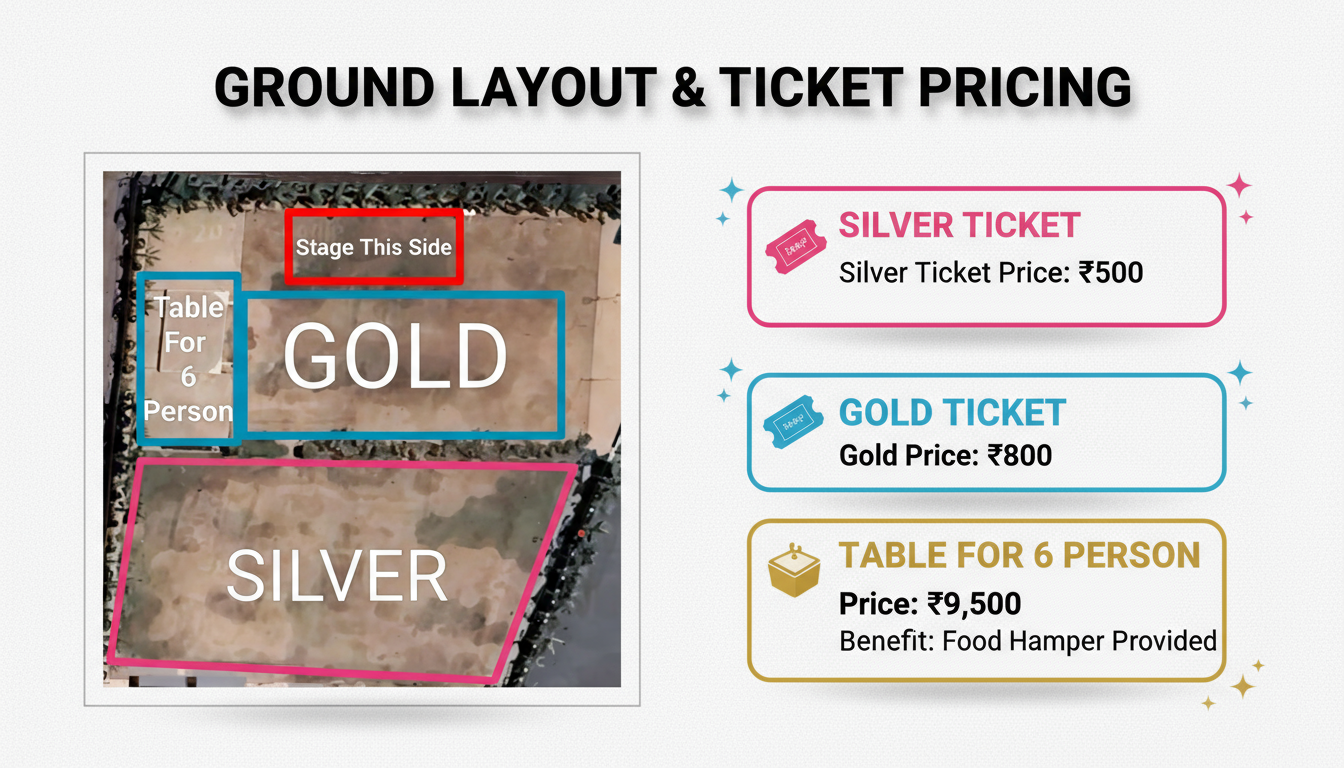 GROUND LAYOUT & TICKET PRICING
Stage This Side
Table
For
6
Person
GOLD
SILVER
SILVER TICKET
Silver Ticket Price: ₹500
GOLD TICKET
Gold Price: ₹800
TABLE FOR 6 PERSON
Price: ₹9,500
Benefit: Food Hamper Provided